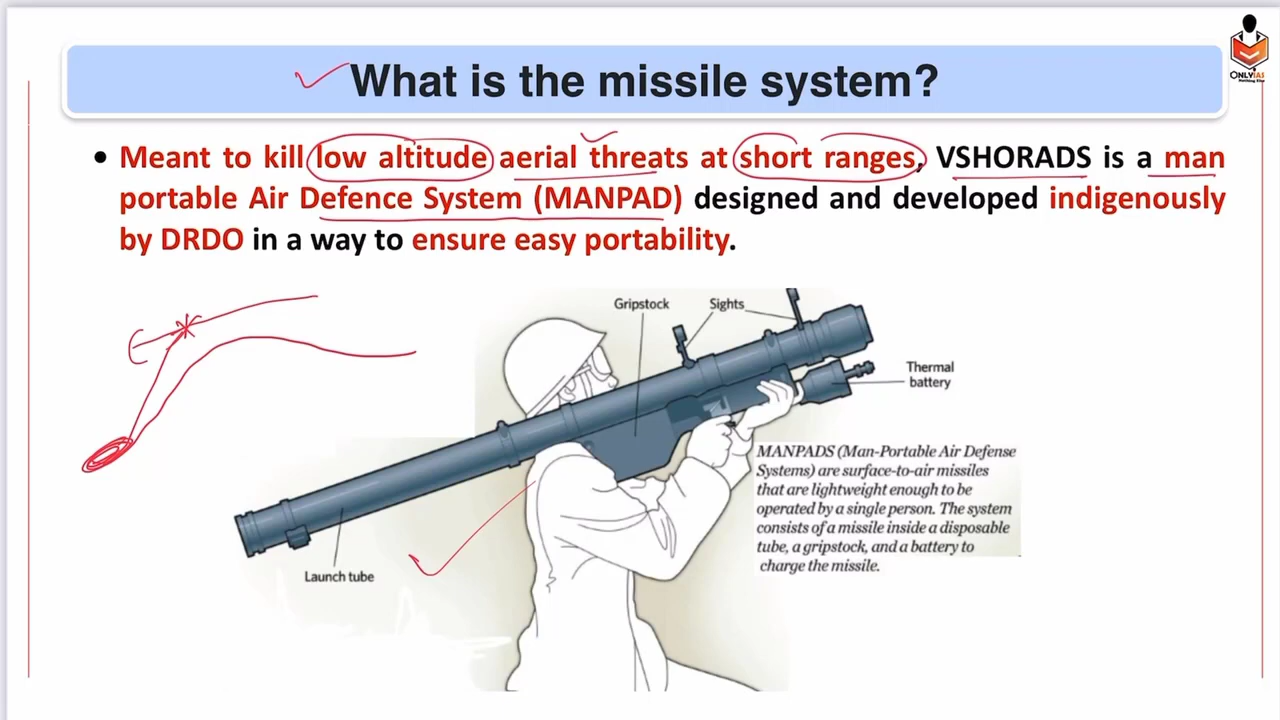 What is the missile system?
ONLYIAS
Nothing Else
• Meant to kill low altitude aerial threats at short ranges, VSHORADS is a man
portable Air Defence System (MANPAD) designed and developed indigenously
by DRDO in a way to ensure easy portability.
Gripstock
Sights
Thermal
battery
MANPADS (Man-Portable Air Defense
Systems) are surface-to-air missiles
that are lightweight enough to be
operated by a single person. The system
consists of a missile inside a disposable
tube, a gripstock, and a battery to
charge the missile.
Launch tube